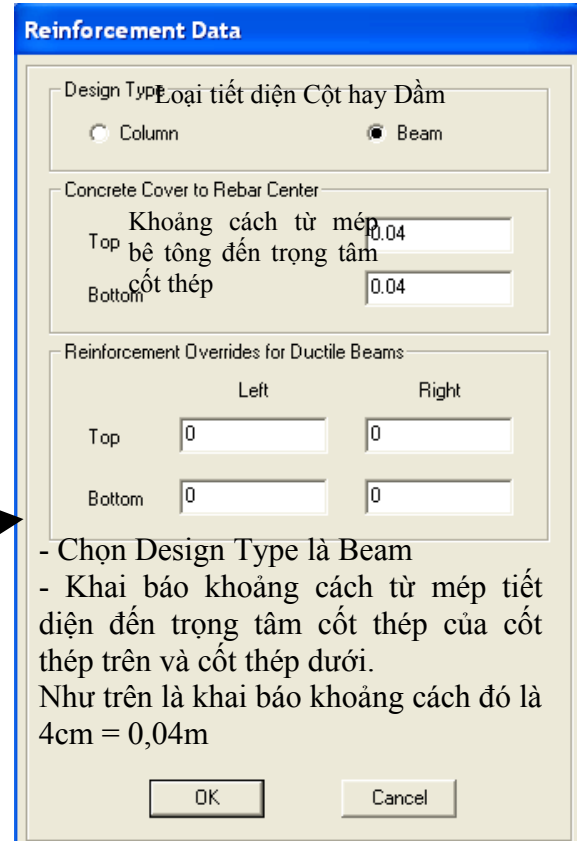 Reinforcement Data
Design Type
Loại tiết diện Cột hay Dầm
Column
Beam
Concrete Cover to Rebar Center
Khoảng cách từ mép
bê tông đến trọng tâm
cốt thép
Top
0.04
Bottom
0.04
Reinforcement Overrides for Ductile Beams
Left Right
Top 0 0
Bottom 0 0
- Chọn Design Type là Beam
- Khai báo khoảng cách từ mép tiết
diện đến trọng tâm cốt thép của cốt
thép trên và cốt thép dưới.
Như trên là khai báo khoảng cách đó là
4cm = 0,04m
OK Cancel